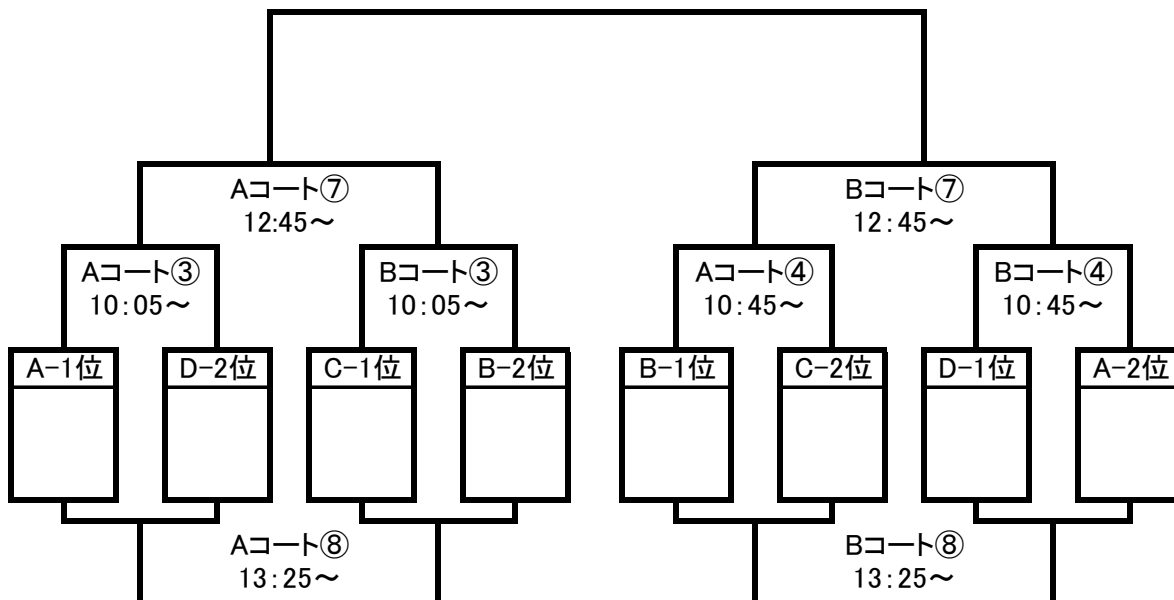 Aコート⑦
12:45～
Bコート⑦
12:45～
Aコート③
10:05～
Bコート③
10:05～
Aコート④
10:45～
Bコート④
10:45～
A-1位
D-2位
C-1位
B-2位
B-1位
C-2位
D-1位
A-2位
Aコート⑧
13:25～
Bコート⑧
13:25～